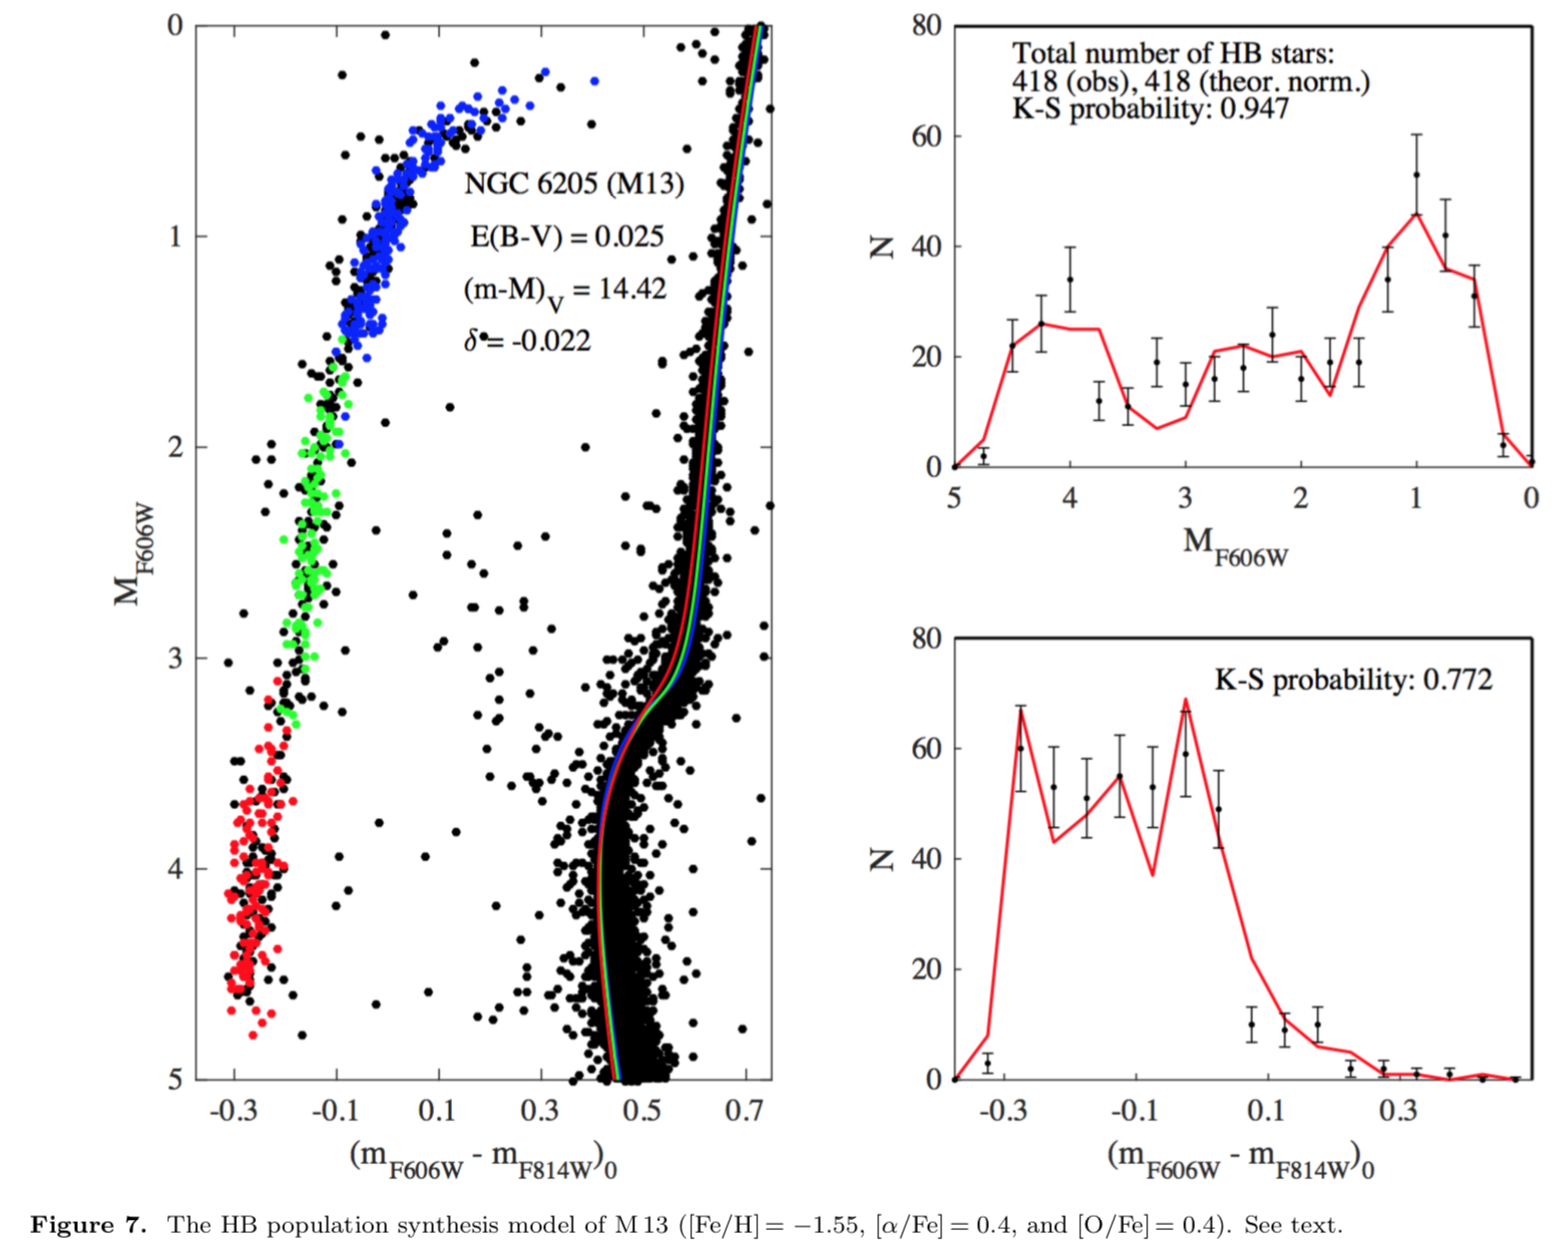 0
1
2
3
4
5
M_F606W
-0.3
-0.1
0.1
0.3
0.5
0.7
(m_F606W - m_F814W)_0
NGC 6205 (M13)
E(B-V) = 0.025
(m-M)_V = 14.42
δ = -0.022
80
60
40
20
0
N
Total number of HB stars:
418 (obs), 418 (theor. norm.)
K-S probability: 0.947
5 4 3 2 1 0
M_F606W
80
60
40
20
0
N
K-S probability: 0.772
-0.3 -0.1 0.1 0.3
(m_F606W - m_F814W)_0
Figure 7. The HB population synthesis model of M 13 ([Fe/H] = −1.55, [α/Fe] = 0.4, and [O/Fe] = 0.4). See text.